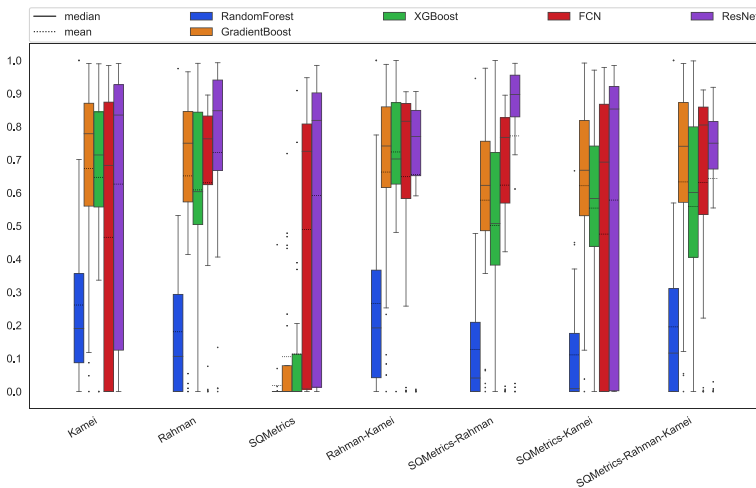 median RandomForest XGBoost FCN ResNe
mean GradientBoost
1.0
0.9
0.8
0.7
0.6
0.5
0.4
0.3
0.2
0.1
0.0
Kamei
Rahman
SQMetrics
Rahman-Kamei
SQMetrics-Rahman
SQMetrics-Kamei
SQMetrics-Rahman-Kamei